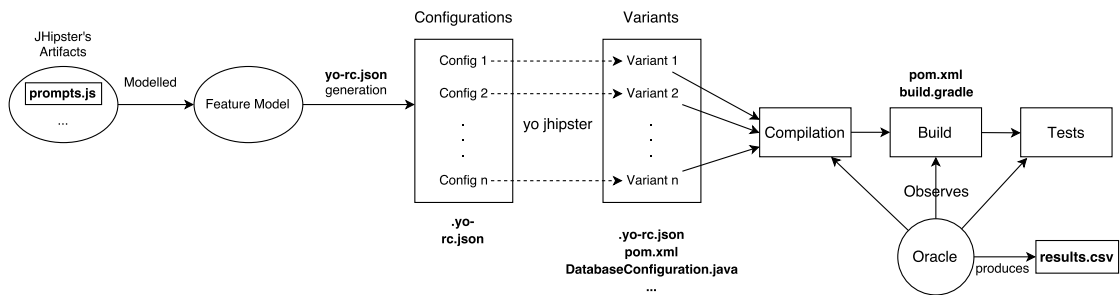 JHipster's
Artifacts
prompts.js
...
Modelled
Feature Model
yo-rc.json
generation
Configurations
Config 1
Config 2
.
.
.
Config n
.yo-
rc.json
yo jhipster
Variants
Variant 1
Variant 2
.
.
.
Variant n
.yo-rc.json
pom.xml
DatabaseConfiguration.java
...
Compilation
pom.xml
build.gradle
Build
Tests
Observes
Oracle
produces
results.csv